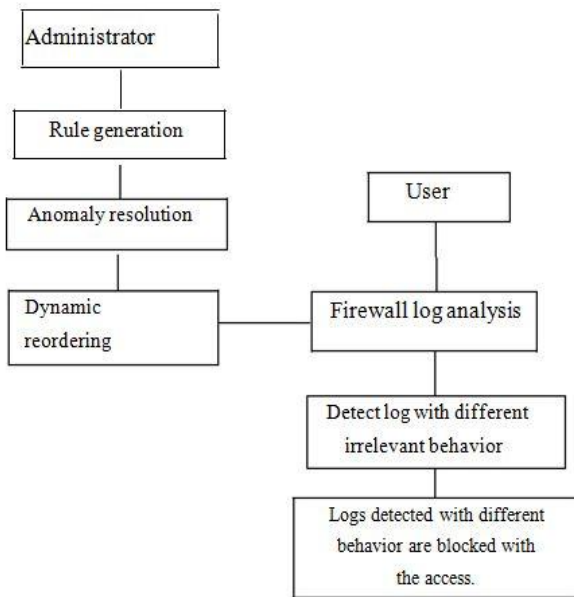 Administrator
Rule generation
Anomaly resolution
Dynamic
reordering
User
Firewall log analysis
Detect log with different
irrelevant behavior
Logs detected with different
behavior are blocked with
the access.